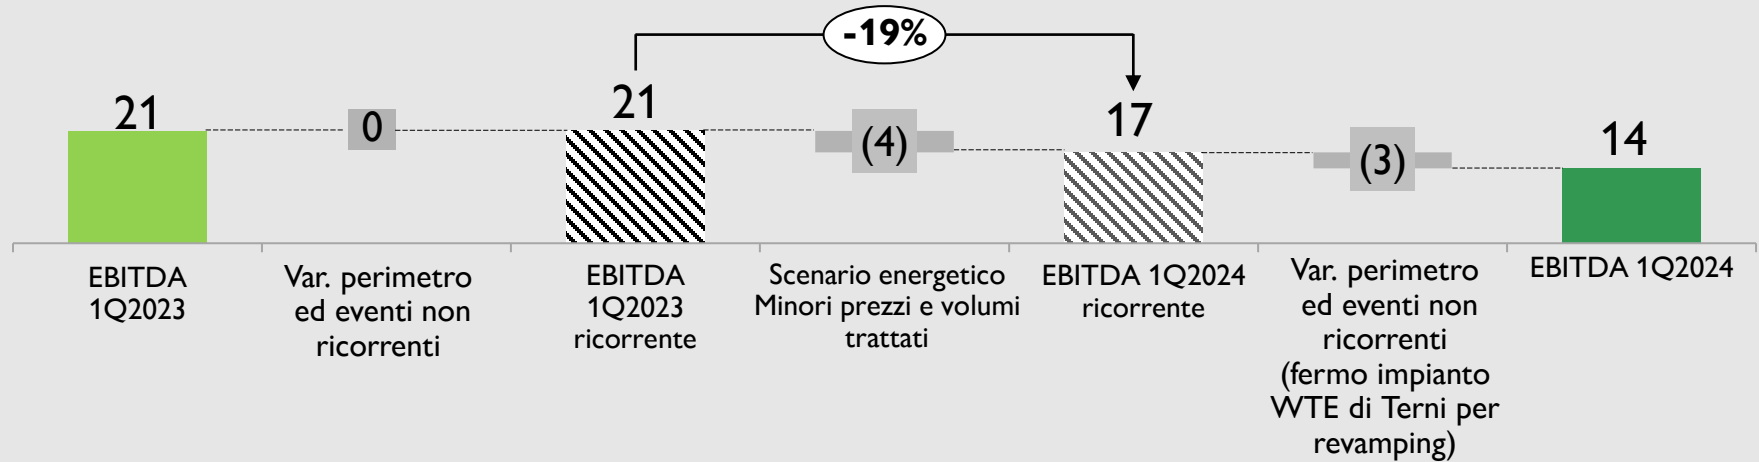 -19%
21
0
21
(4)
17
(3)
14
EBITDA
1Q2023
Var. perimetro
ed eventi non
ricorrenti
EBITDA
1Q2023
ricorrente
Scenario energetico
Minori prezzi e volumi
trattati
EBITDA 1Q2024
ricorrente
Var. perimetro
ed eventi non
ricorrenti
(fermo impianto
WTE di Terni per
revamping)
EBITDA 1Q2024